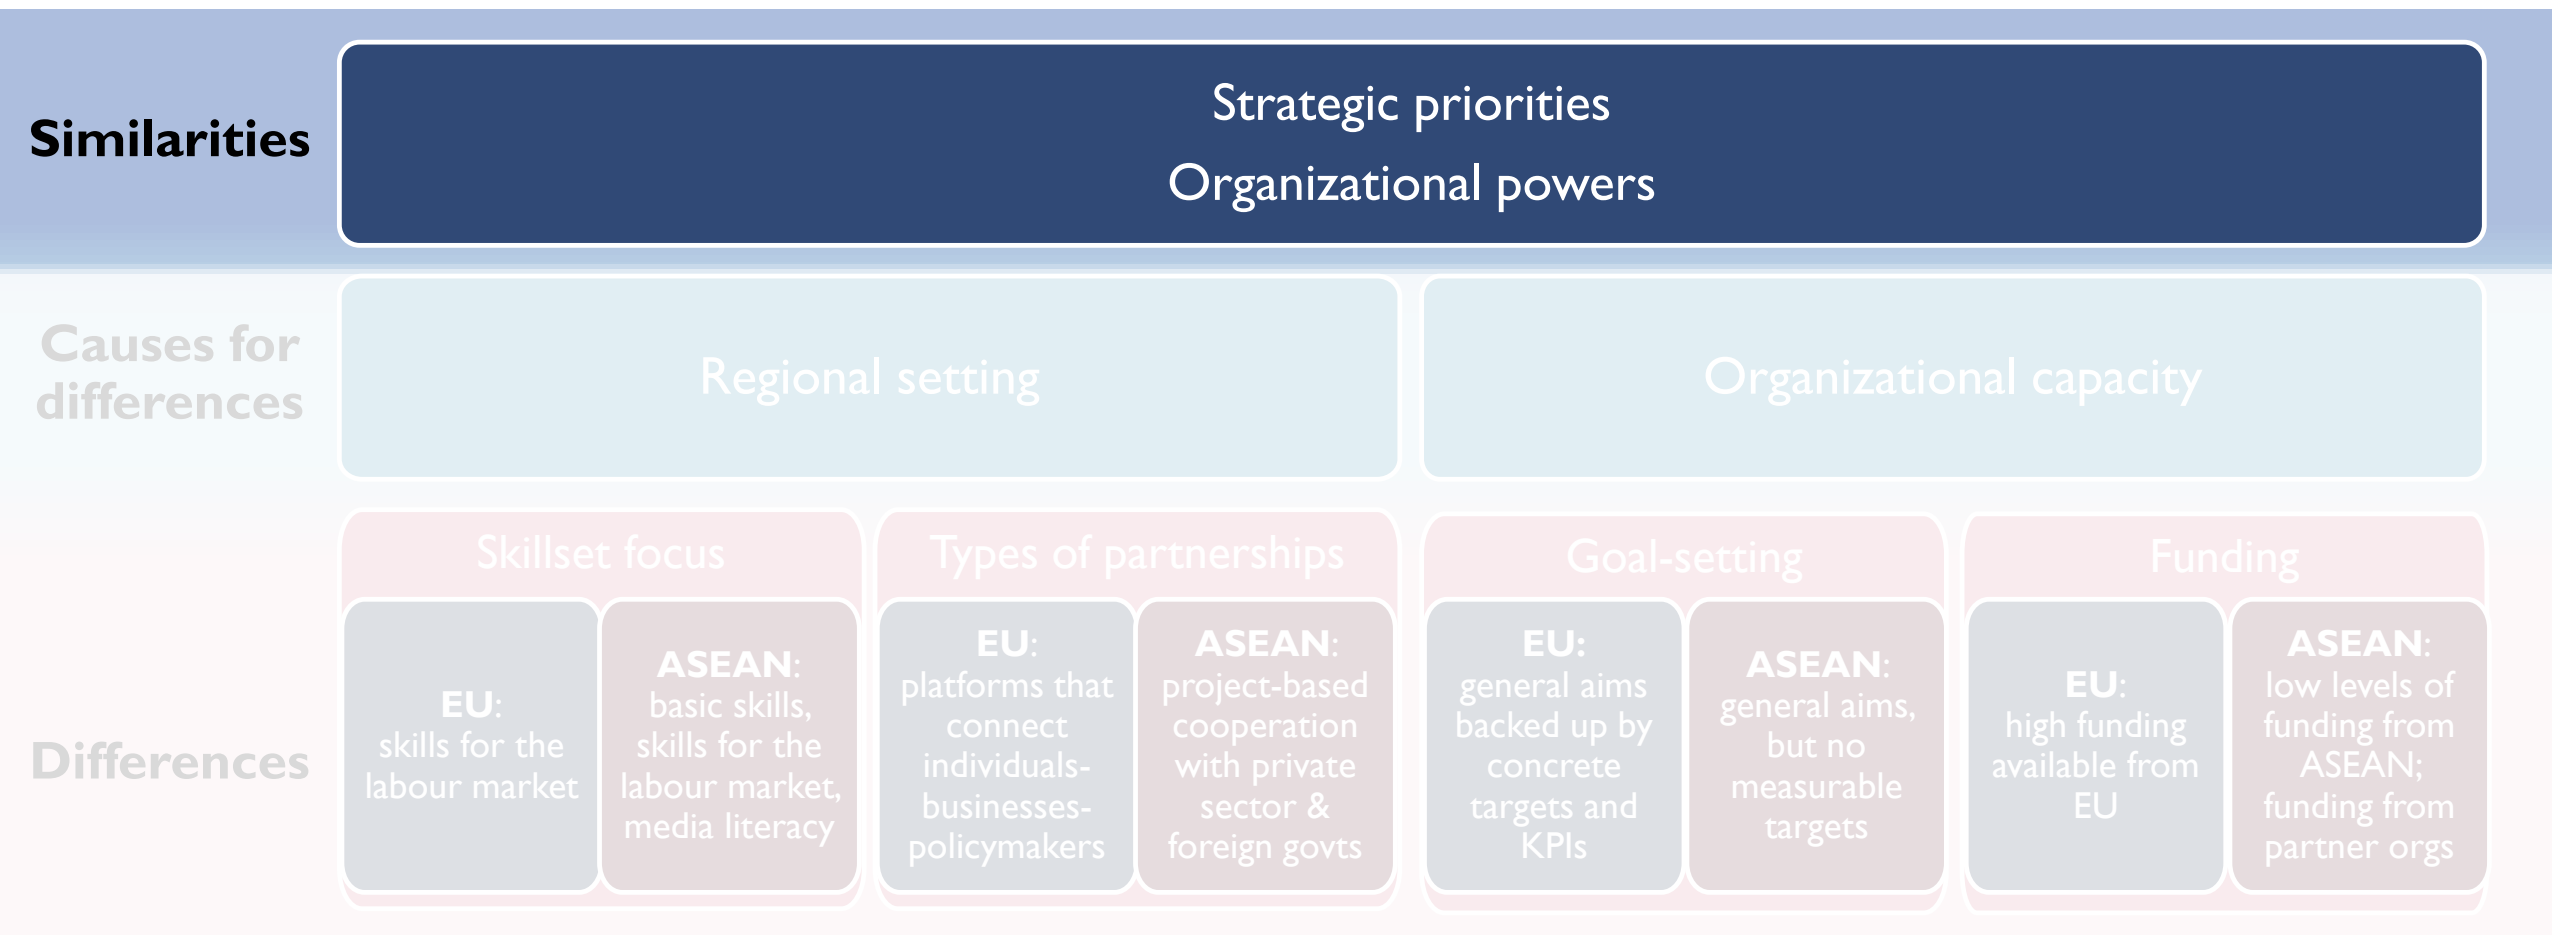 Similarities
Strategic priorities
Organizational powers
Causes for
differences
Regional setting
Organizational capacity
Differences
Skillset focus
EU:
skills for the
labour market
ASEAN:
basic skills,
skills for the
labour market,
media literacy
Types of partnerships
EU:
platforms that
connect
individuals-
businesses-
policymakers
ASEAN:
project-based
cooperation
with private
sector &
foreign govts
Goal-setting
EU:
general aims
backed up by
concrete
targets and
KPIs
ASEAN:
general aims,
but no
measurable
targets
Funding
EU:
high funding
available from
EU
ASEAN:
low levels of
funding from
ASEAN;
funding from
partner orgs